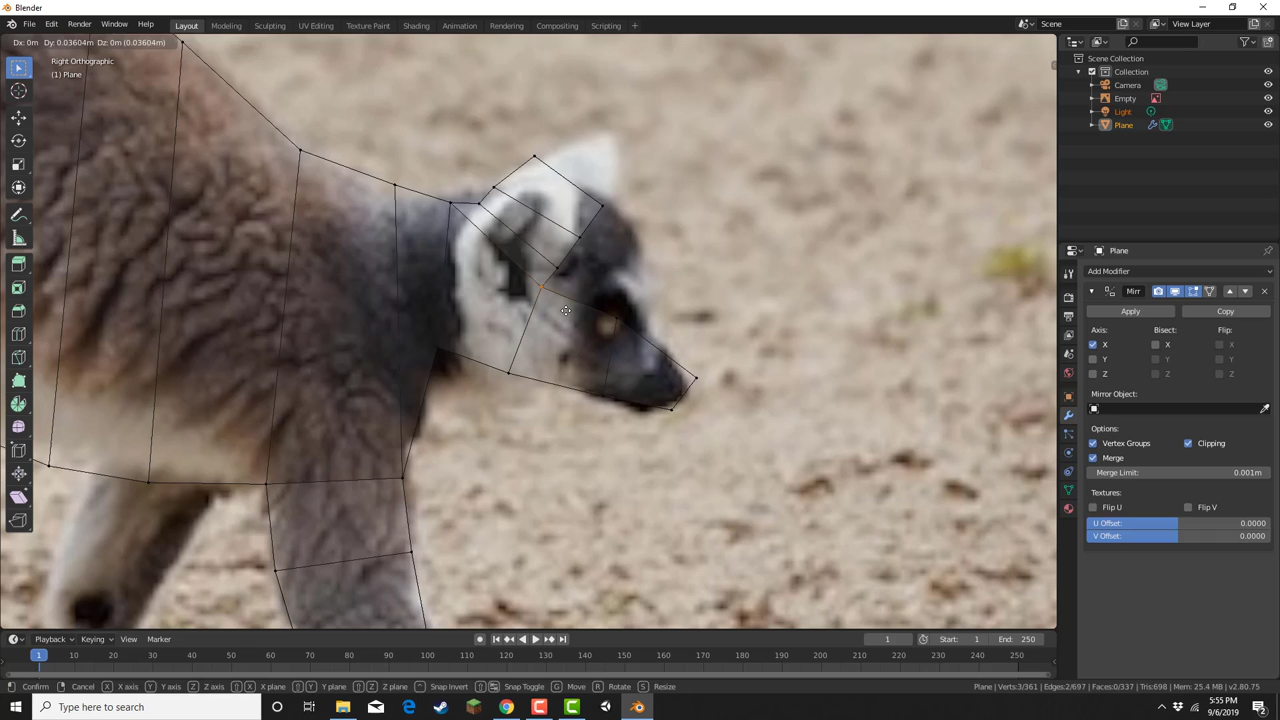 Blender
File Edit Render Window Help Layout Modeling Sculpting UV Editing Texture Paint Shading Animation Rendering Compositing Scripting + Scene View Layer
Dx: 0m Dy: 0.03604m Dz: 0m (0.03604m)
Right Orthographic
(1) Plane
Scene Collection
Collection
Camera
Empty
Light
Plane
Plane
Add Modifier
Mirr
Apply Copy
Axis: Bisect: Flip:
X X X
Y Y Y
Z Z Z
Mirror Object:
Options:
Vertex Groups Clipping
Merge
Merge Limit: 0.001m
Textures:
Flip U Flip V
U Offset: 0.0000
V Offset: 0.0000
Playback Keying View Marker 1 Start: 1 End: 250
1 10 20 30 40 50 60 70 80 90 100 110 120 130 140 150 160 170 180 190 200 210 220 230 240 250
Confirm Cancel X X axis Y Y axis Z Z axis X X plane Y Y plane Z Z plane Snap Invert Snap Toggle G Move R Rotate S Resize Plane | Verts:3/361 | Edges:2/697 | Faces:0/337 | Tris:698 | Mem: 25.4 MB | v2.80.75
Type here to search
5:55 PM
9/6/2019
2